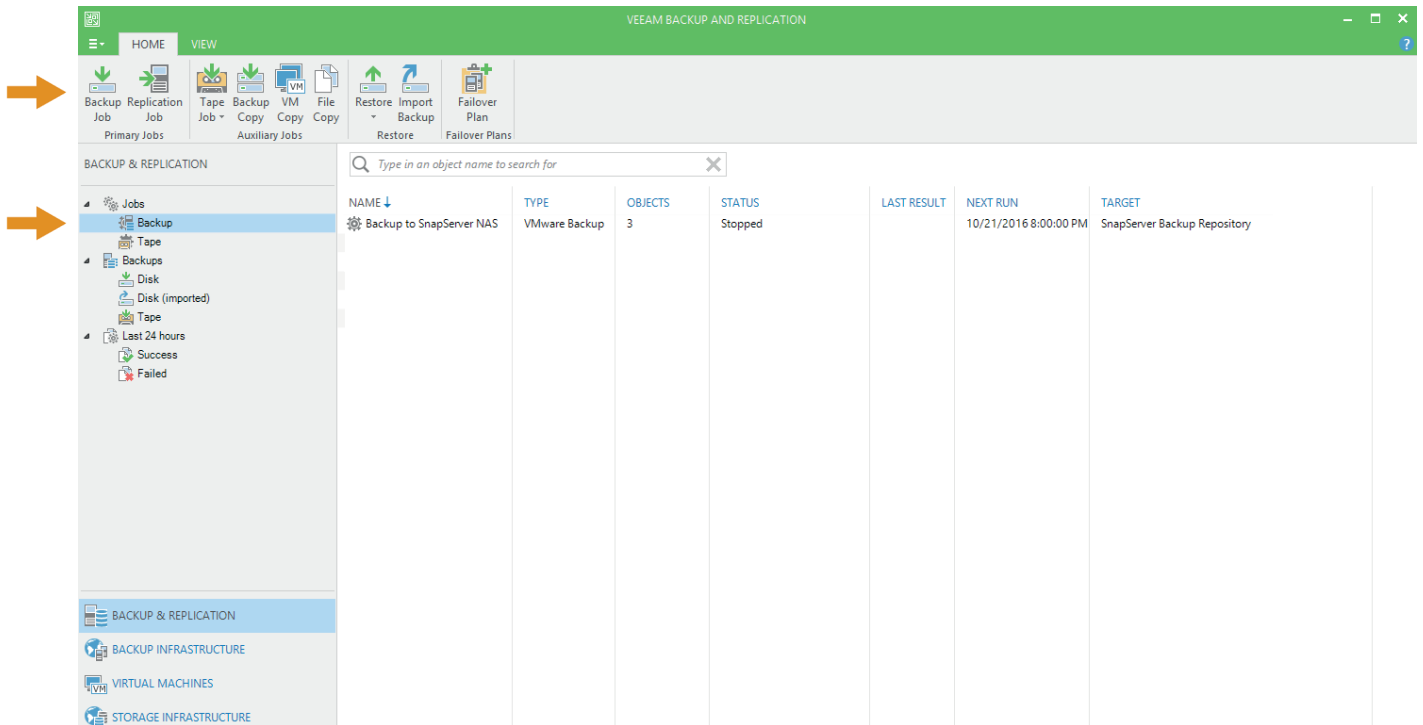 VEEAM BACKUP AND REPLICATION
HOME VIEW
?
Backup Job
Replication Job
Tape Job
Backup Copy
VM Copy
File Copy
Restore
Import Backup
Failover Plan
VM
Primary Jobs
Auxiliary Jobs
Restore
Failover Plans
BACKUP & REPLICATION
Type in an object name to search for
Jobs
Backup
Tape
Backups
Disk
Disk (imported)
Tape
Last 24 hours
Success
Failed
NAME TYPE OBJECTS STATUS LAST RESULT NEXT RUN TARGET
Backup to SnapServer NAS VMware Backup 3 Stopped 10/21/2016 8:00:00 PM SnapServer Backup Repository
BACKUP & REPLICATION
BACKUP INFRASTRUCTURE
VM
VIRTUAL MACHINES
STORAGE INFRASTRUCTURE